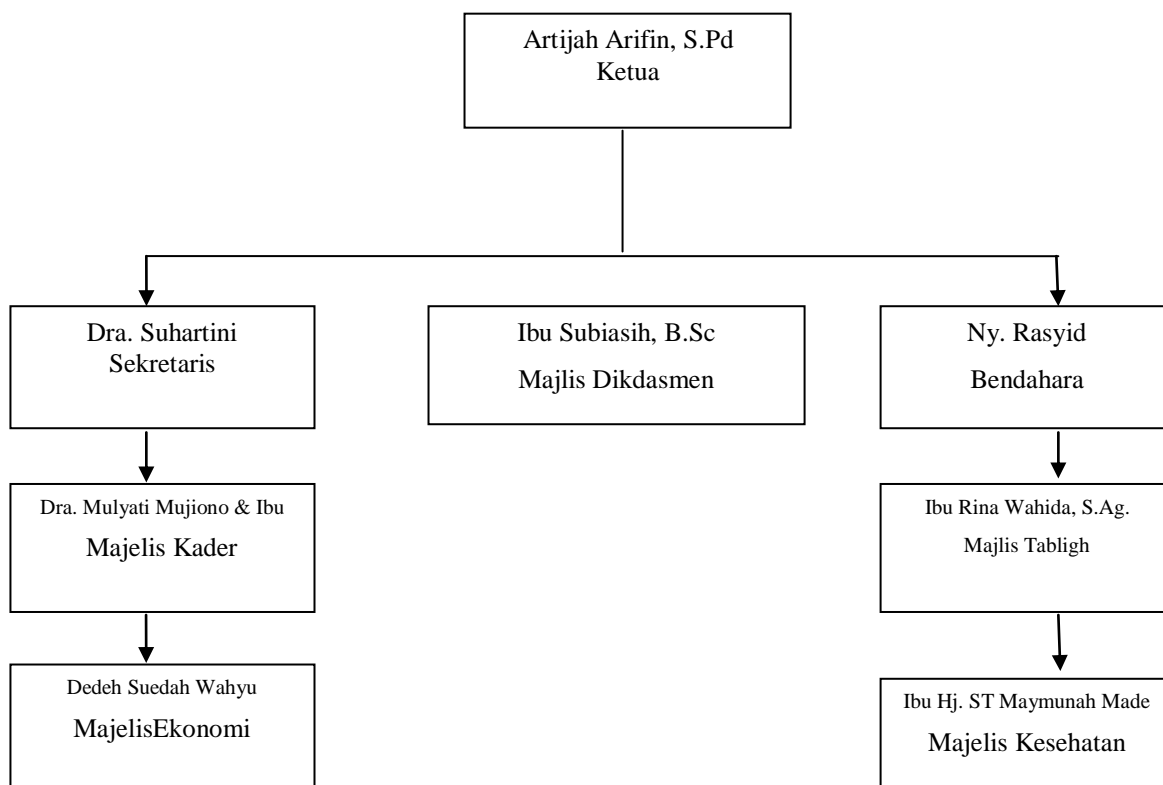 Artijah Arifin, S.Pd
Ketua
Dra. Suhartini
Sekretaris
Ibu Subiasih, B.Sc
Majlis Dikdasmen
Ny. Rasyid
Bendahara
Dra. Mulyati Mujiono & Ibu
Majelis Kader
Ibu Rina Wahida, S.Ag.
Majlis Tabligh
Dedeh Suedah Wahyu
MajelisEkonomi
Ibu Hj. ST Maymunah Made
Majelis Kesehatan